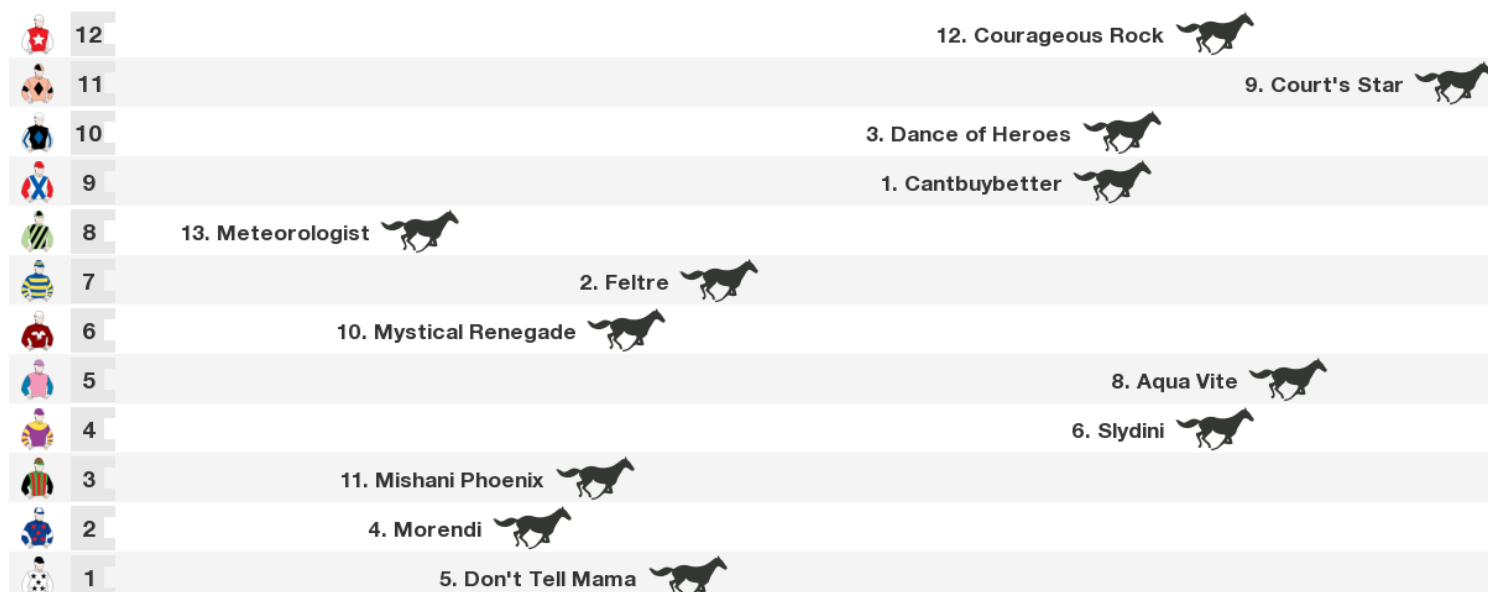 12 12. Courageous Rock
11 9. Court's Star
10 3. Dance of Heroes
9 1. Cantbuybetter
8 13. Meteorologist
7 2. Feltre
6 10. Mystical Renegade
5 8. Aqua Vite
4 6. Slydini
3 11. Mishani Phoenix
2 4. Morendi
1 5. Don't Tell Mama